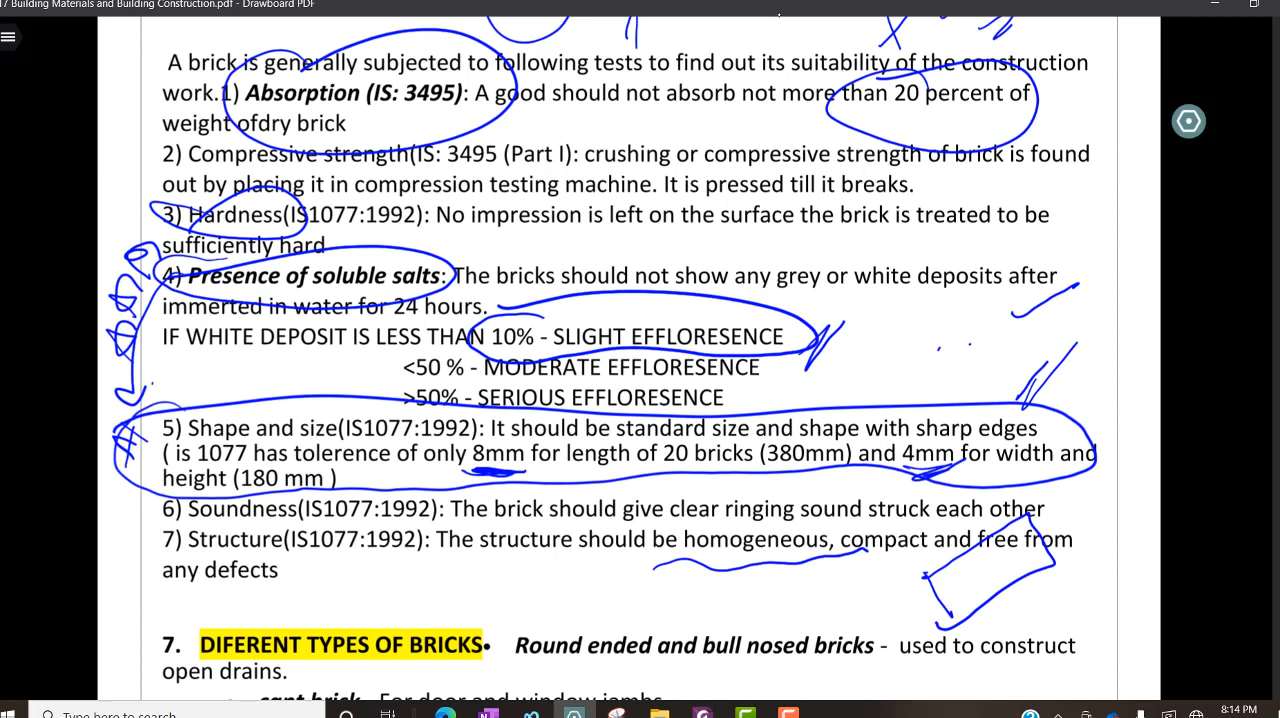 17 Building Materials and Building Construction.pdf - Drawboard PDF
A brick is generally subjected to following tests to find out its suitability of the construction
work.1) Absorption (IS: 3495): A good should not absorb not more than 20 percent of
weight ofdry brick
2) Compressive strength(IS: 3495 (Part I): crushing or compressive strength of brick is found
out by placing it in compression testing machine. It is pressed till it breaks.
3) Hardness(IS1077:1992): No impression is left on the surface the brick is treated to be
sufficiently hard
4) Presence of soluble salts: The bricks should not show any grey or white deposits after
immerted in water for 24 hours.
IF WHITE DEPOSIT IS LESS THAN 10% - SLIGHT EFFLORESENCE
<50 % - MODERATE EFFLORESENCE
>50% - SERIOUS EFFLORESENCE
5) Shape and size(IS1077:1992): It should be standard size and shape with sharp edges
( is 1077 has tolerence of only 8mm for length of 20 bricks (380mm) and 4mm for width and
height (180 mm )
6) Soundness(IS1077:1992): The brick should give clear ringing sound struck each other
7) Structure(IS1077:1992): The structure should be homogeneous, compact and free from
any defects
7. DIFERENT TYPES OF BRICKS• Round ended and bull nosed bricks - used to construct
open drains.
cant brick - For door and window jambs
Type here to search
8:14 PM